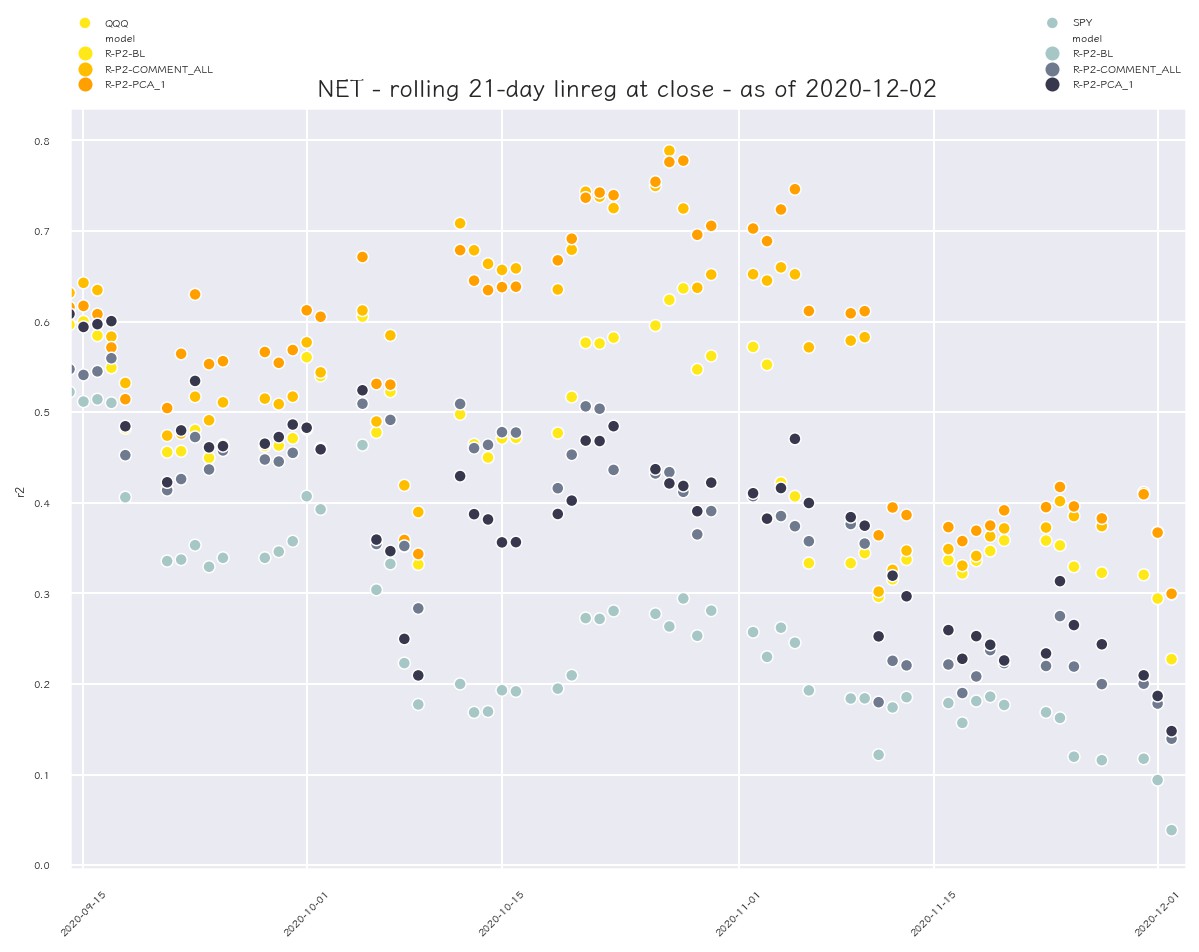 QQQ
model
R-P2-BL
R-P2-COMMENT_ALL
R-P2-PCA_1
SPY
model
R-P2-BL
R-P2-COMMENT_ALL
R-P2-PCA_1
NET - rolling 21-day linreg at close - as of 2020-12-02
0.8
0.7
0.6
0.5
0.4
0.3
0.2
0.1
0.0
r2
2020-09-15
2020-10-01
2020-10-15
2020-11-01
2020-11-15
2020-12-01